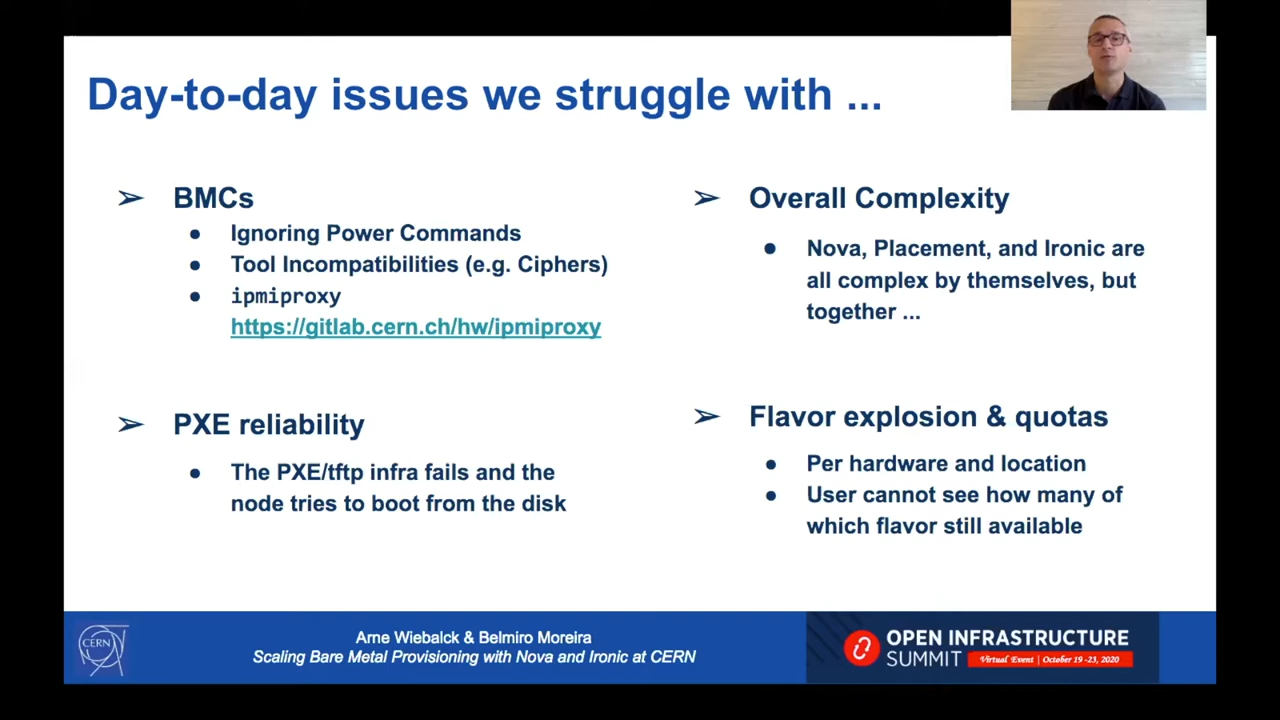 Day-to-day issues we struggle with ...
➢ BMCs
● Ignoring Power Commands
● Tool Incompatibilities (e.g. Ciphers)
● ipmiproxy
https://gitlab.cern.ch/hw/ipmiproxy
➢ PXE reliability
● The PXE/tftp infra fails and the
node tries to boot from the disk
➢ Overall Complexity
● Nova, Placement, and Ironic are
all complex by themselves, but
together ...
➢ Flavor explosion & quotas
● Per hardware and location
● User cannot see how many of
which flavor still available
CERN
Arne Wiebalck & Belmiro Moreira
Scaling Bare Metal Provisioning with Nova and Ironic at CERN
OPEN INFRASTRUCTURE
SUMMIT
Virtual Event | October 19 -23, 2020